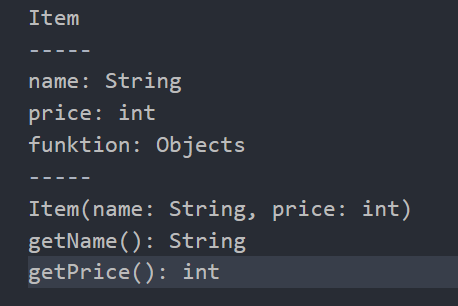 Item
-----
name: String
price: int
funktion: Objects
-----
Item(name: String, price: int)
getName(): String
getPrice(): int